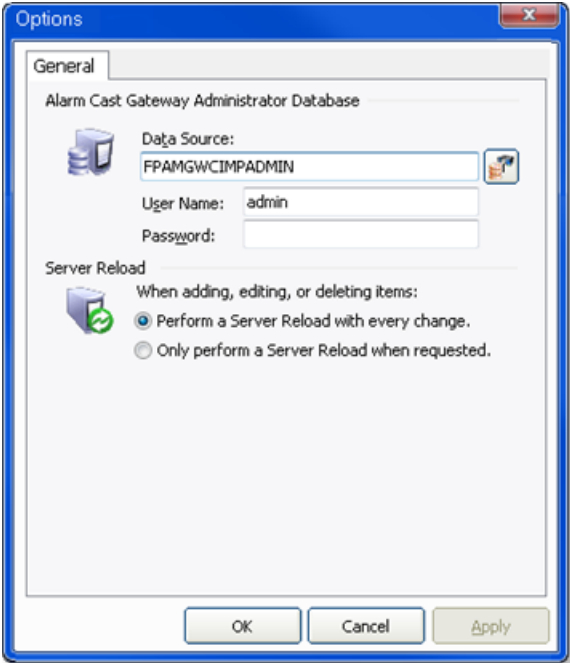 Options
General
Alarm Cast Gateway Administrator Database
Data Source:
FPAMGWCIMPADMIN
User Name:
admin
Password:
Server Reload
When adding, editing, or deleting items:
Perform a Server Reload with every change.
Only perform a Server Reload when requested.
OK
Cancel
Apply